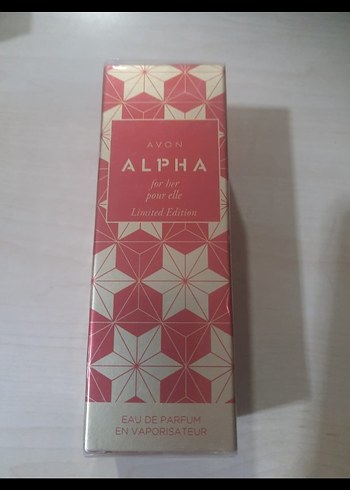 AVON
ALPHA
for her
pour elle
Limited Edition
EAU DE PARFUM
EN VAPORISATEUR